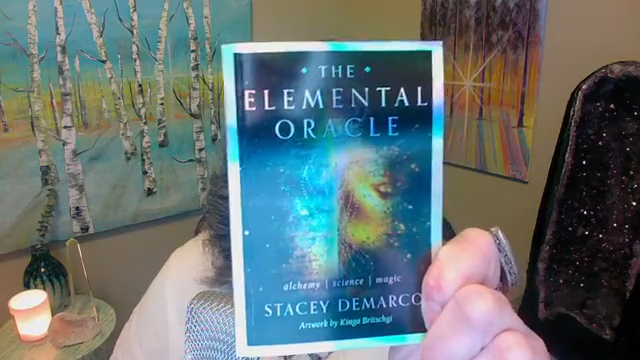 THE
ELEMENTAL
ORACLE
alchemy | science | magic
STACEY DEMARCO
Artwork by Kinga Britschgi